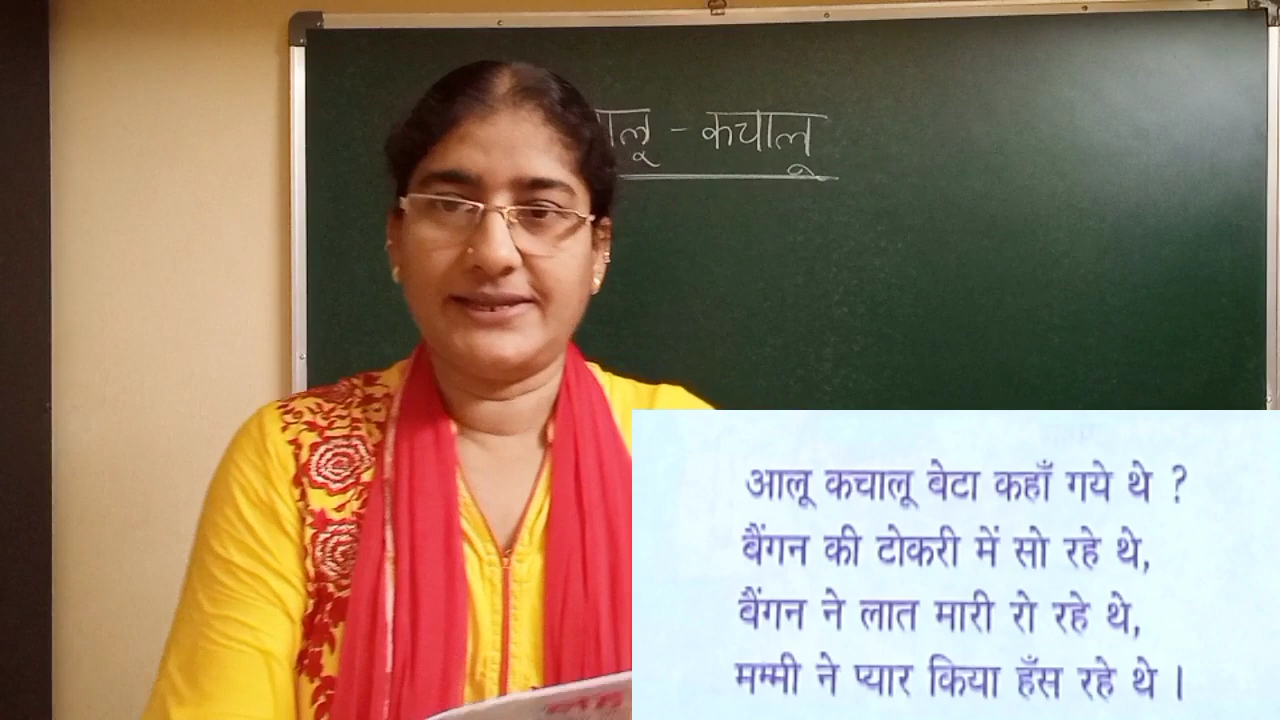 कचालू
आलू कचालू बेटा कहाँ गये थे ?
बैंगन की टोकरी में सो रहे थे,
बैंगन ने लात मारी रो रहे थे,
मम्मी ने प्यार किया हँस रहे थे ।